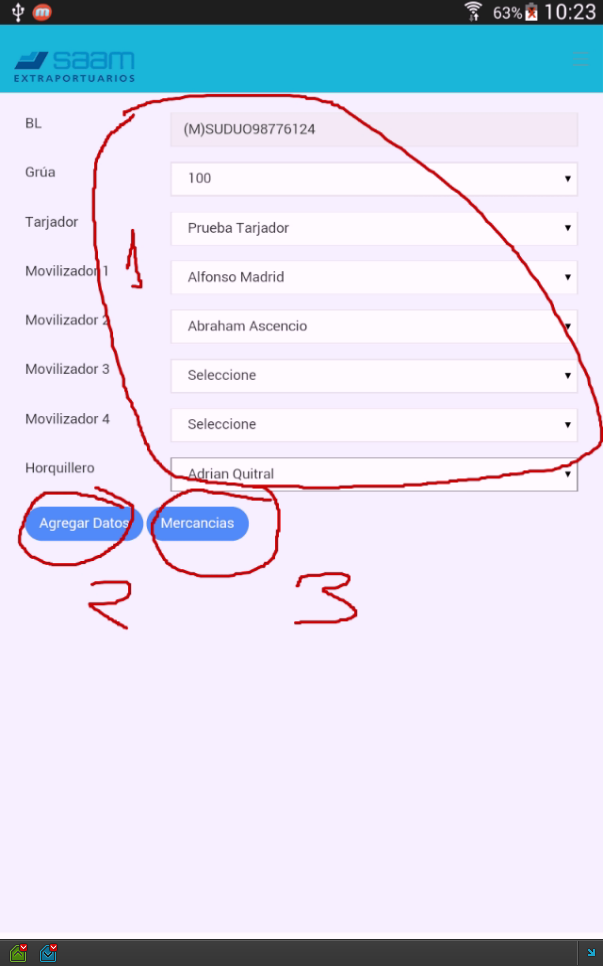 63% 10:23
saam
EXTRAPORTUARIOS
BL (M)SUDUO98776124
Grúa 100
Tarjador Prueba Tarjador
Movilizador 1 Alfonso Madrid
Movilizador 2 Abraham Ascencio
Movilizador 3 Seleccione
Movilizador 4 Seleccione
Horquillero Adrian Quitral
Agregar Datos Mercancias
1
2 3